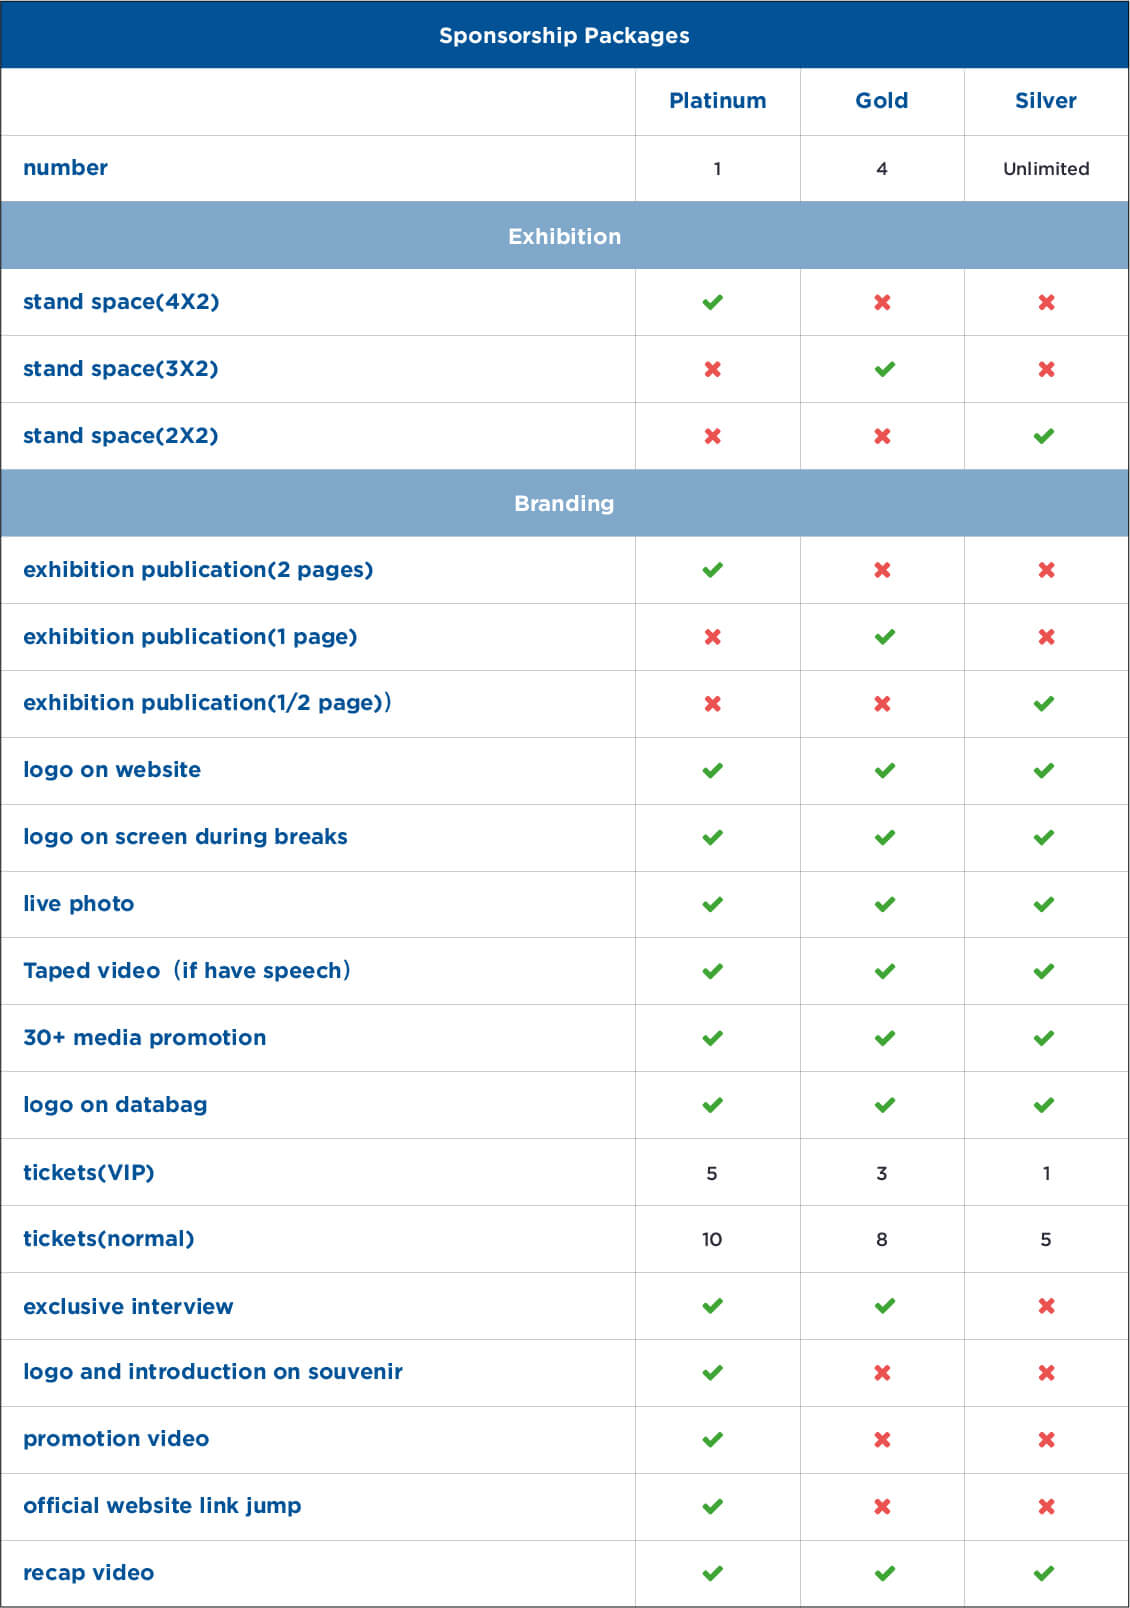 Sponsorship Packages
Platinum Gold Silver
number 1 4 Unlimited
Exhibition
stand space(4X2)
stand space(3X2)
stand space(2X2)
Branding
exhibition publication(2 pages)
exhibition publication(1 page)
exhibition publication(1/2 page)）
logo on website
logo on screen during breaks
live photo
Taped video（if have speech）
30+ media promotion
logo on databag
tickets(VIP) 5 3 1
tickets(normal) 10 8 5
exclusive interview
logo and introduction on souvenir
promotion video
official website link jump
recap video